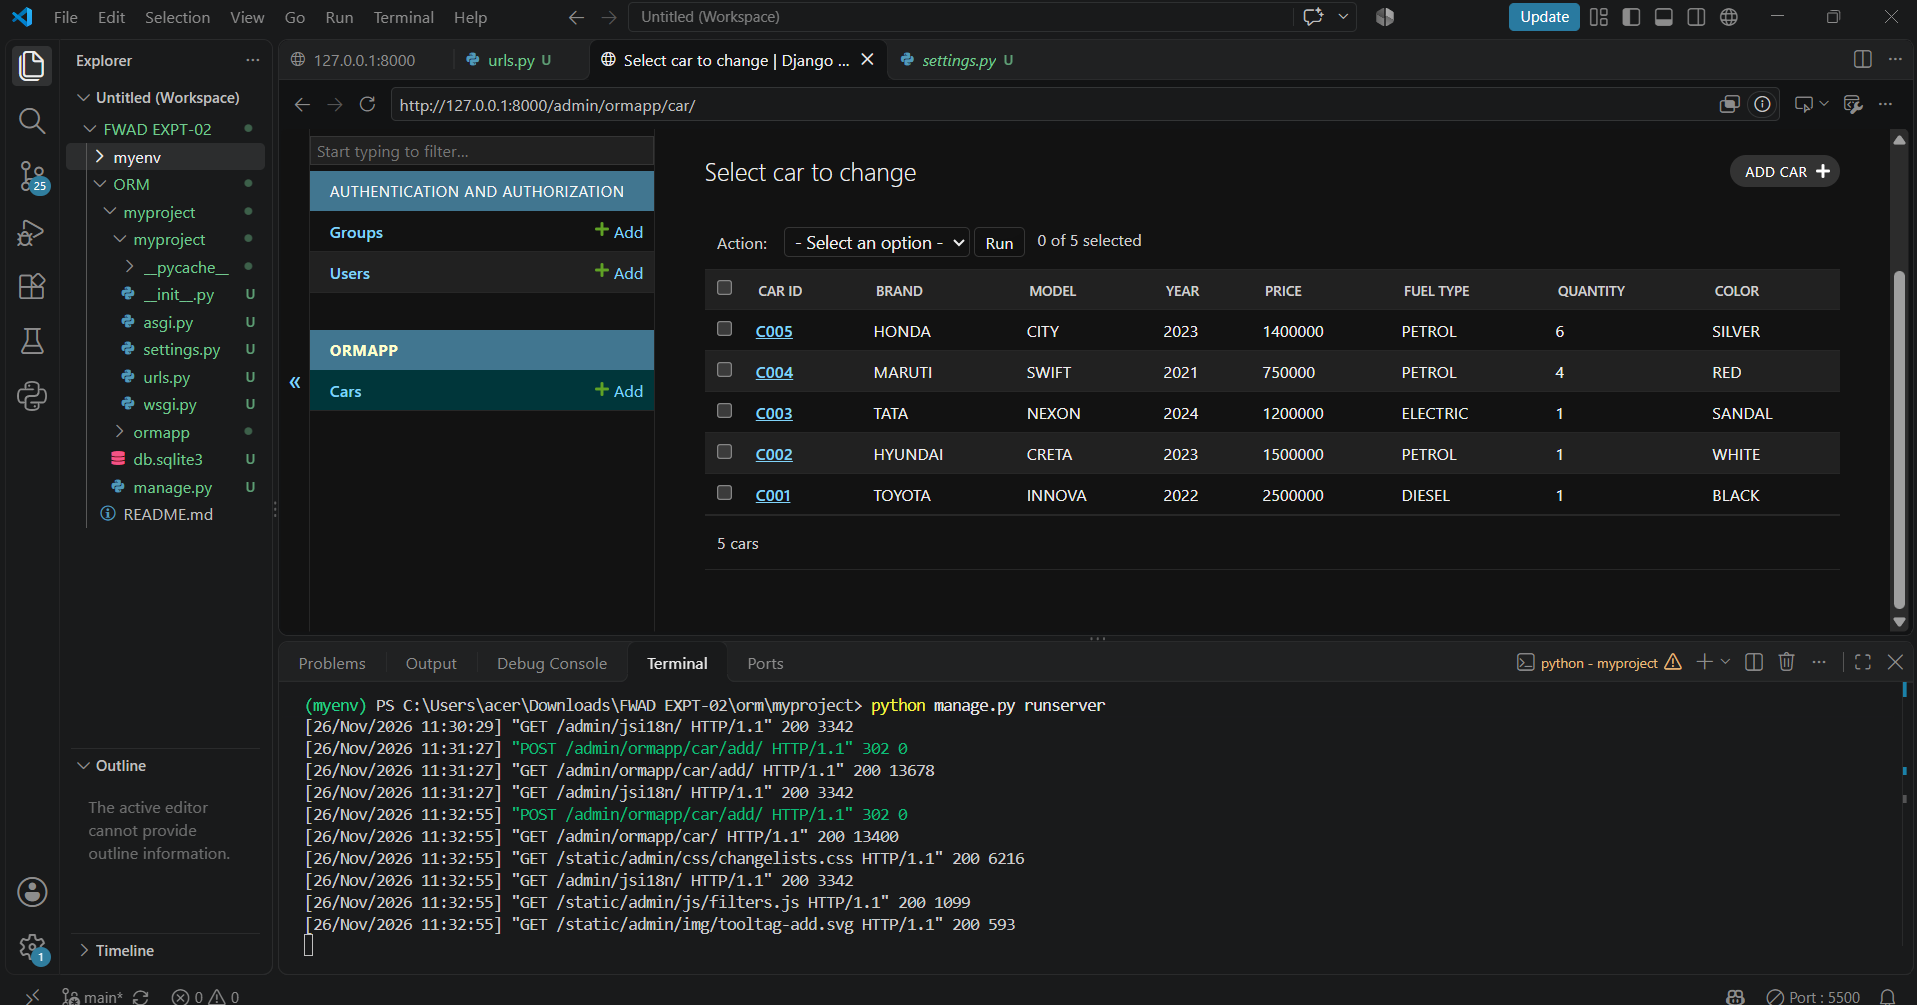 File Edit Selection View Go Run Terminal Help
Untitled (Workspace)
Update
Explorer
Untitled (Workspace)
FWAD EXPT-02
myenv
ORM
myproject
myproject
__pycache__
__init__.py U
asgi.py U
settings.py U
urls.py U
wsgi.py U
ormapp
db.sqlite3 U
manage.py U
README.md
Outline
The active editor
cannot provide
outline information.
Timeline
25
1
127.0.0.1:8000
urls.py U
Select car to change | Django ...
settings.py U
http://127.0.0.1:8000/admin/ormapp/car/
Start typing to filter...
AUTHENTICATION AND AUTHORIZATION
Groups Add
Users Add
ORMAPP
Cars Add
«
Select car to change
ADD CAR
Action: - Select an option - Run 0 of 5 selected
CAR ID BRAND MODEL YEAR PRICE FUEL TYPE QUANTITY COLOR
C005 HONDA CITY 2023 1400000 PETROL 6 SILVER
C004 MARUTI SWIFT 2021 750000 PETROL 4 RED
C003 TATA NEXON 2024 1200000 ELECTRIC 1 SANDAL
C002 HYUNDAI CRETA 2023 1500000 PETROL 1 WHITE
C001 TOYOTA INNOVA 2022 2500000 DIESEL 1 BLACK
5 cars
Problems Output Debug Console Terminal Ports
python - myproject
(myenv) PS C:\Users\acer\Downloads\FWAD EXPT-02\orm\myproject> python manage.py runserver
[26/Nov/2026 11:30:29] "GET /admin/jsi18n/ HTTP/1.1" 200 3342
[26/Nov/2026 11:31:27] "POST /admin/ormapp/car/add/ HTTP/1.1" 302 0
[26/Nov/2026 11:31:27] "GET /admin/ormapp/car/add/ HTTP/1.1" 200 13678
[26/Nov/2026 11:31:27] "GET /admin/jsi18n/ HTTP/1.1" 200 3342
[26/Nov/2026 11:32:55] "POST /admin/ormapp/car/add/ HTTP/1.1" 302 0
[26/Nov/2026 11:32:55] "GET /admin/ormapp/car/ HTTP/1.1" 200 13400
[26/Nov/2026 11:32:55] "GET /static/admin/css/changelists.css HTTP/1.1" 200 6216
[26/Nov/2026 11:32:55] "GET /admin/jsi18n/ HTTP/1.1" 200 3342
[26/Nov/2026 11:32:55] "GET /static/admin/js/filters.js HTTP/1.1" 200 1099
[26/Nov/2026 11:32:55] "GET /static/admin/img/tooltag-add.svg HTTP/1.1" 200 593
main* 0 0
Port : 5500